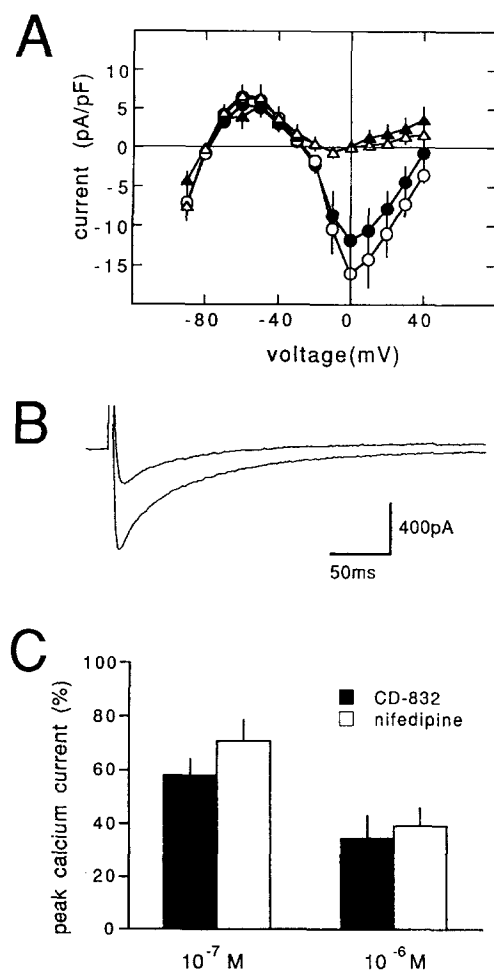 A
current (pA/pF)
10
5
0
-5
-10
-15
-80
-40
0
40
voltage(mV)
B
400pA
50ms
C
peak calcium current (%)
100
80
60
40
20
0
CD-832
nifedipine
10⁻⁷ M
10⁻⁶ M